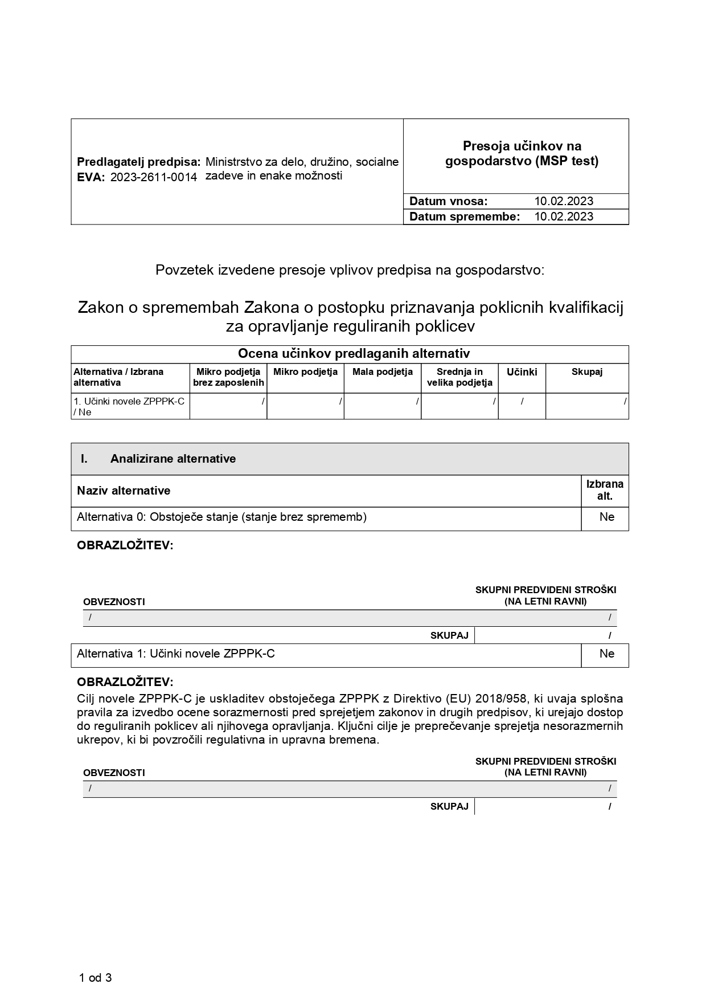 Predlagatelj predpisa: Ministrstvo za delo, družino, socialne
zadeve in enake možnosti
EVA: 2023-2611-0014
Presoja učinkov na
gospodarstvo (MSP test)
Datum vnosa: 10.02.2023
Datum spremembe: 10.02.2023
Povzetek izvedene presoje vplivov predpisa na gospodarstvo:
Zakon o spremembah Zakona o postopku priznavanja poklicnih kvalifikacij
za opravljanje reguliranih poklicev
Ocena učinkov predlaganih alternativ
Alternativa / Izbrana
alternativa
Mikro podjetja
brez zaposlenih
Mikro podjetja
Mala podjetja
Srednja in
velika podjetja
Učinki
Skupaj
1. Učinki novele ZPPPK-C
/ Ne
/ / / / / /
I. Analizirane alternative
Naziv alternative
Izbrana
alt.
Alternativa 0: Obstoječe stanje (stanje brez sprememb) Ne
OBRAZLOŽITEV:
OBVEZNOSTI
SKUPNI PREDVIDENI STROŠKI
(NA LETNI RAVNI)
/ /
SKUPAJ /
Alternativa 1: Učinki novele ZPPPK-C Ne
OBRAZLOŽITEV:
Cilj novele ZPPPK-C je uskladitev obstoječega ZPPPK z Direktivo (EU) 2018/958, ki uvaja splošna
pravila za izvedbo ocene sorazmernosti pred sprejetjem zakonov in drugih predpisov, ki urejajo dostop
do reguliranih poklicev ali njihovega opravljanja. Ključni cilje je preprečevanje sprejetja nesorazmernih
ukrepov, ki bi povzročili regulativna in upravna bremena.
OBVEZNOSTI
SKUPNI PREDVIDENI STROŠKI
(NA LETNI RAVNI)
/ /
SKUPAJ /
1 od 3